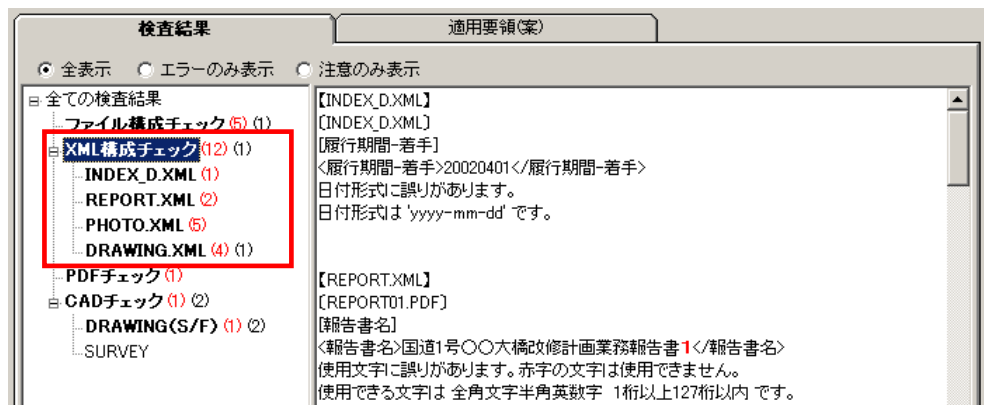 検査結果
適用要領(案)
全表示 エラーのみ表示 注意のみ表示
全ての検査結果
ファイル構成チェック (5) (1)
XML構成チェック (12) (1)
INDEX_D.XML (1)
REPORT.XML (2)
PHOTO.XML (5)
DRAWING.XML (4) (1)
PDFチェック (1)
CADチェック (1) (2)
DRAWING(S/F) (1) (2)
SURVEY
【INDEX_D.XML】
〔INDEX_D.XML〕
[履行期間-着手]
<履行期間-着手>20020401</履行期間-着手>
日付形式に誤りがあります。
日付形式は 'yyyy-mm-dd' です。
【REPORT.XML】
〔REPORT01.PDF〕
[報告書名]
<報告書名>国道1号〇〇大橋改修計画業務報告書1</報告書名>
使用文字に誤りがあります。赤字の文字は使用できません。
使用できる文字は 全角文字半角英数字 1桁以上127桁以内 です。